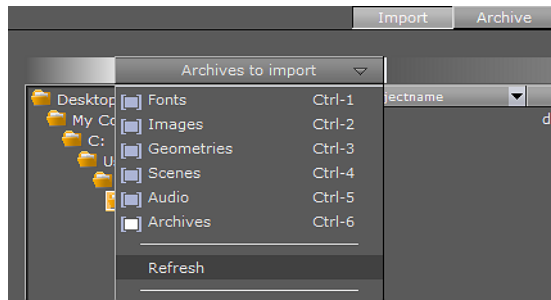 Import Archive
Archives to import
Desktop
jectname
Fonts Ctrl-1
My Co
Images Ctrl-2
d
C:
Geometries Ctrl-3
U
Scenes Ctrl-4
Audio Ctrl-5
Archives Ctrl-6
Refresh